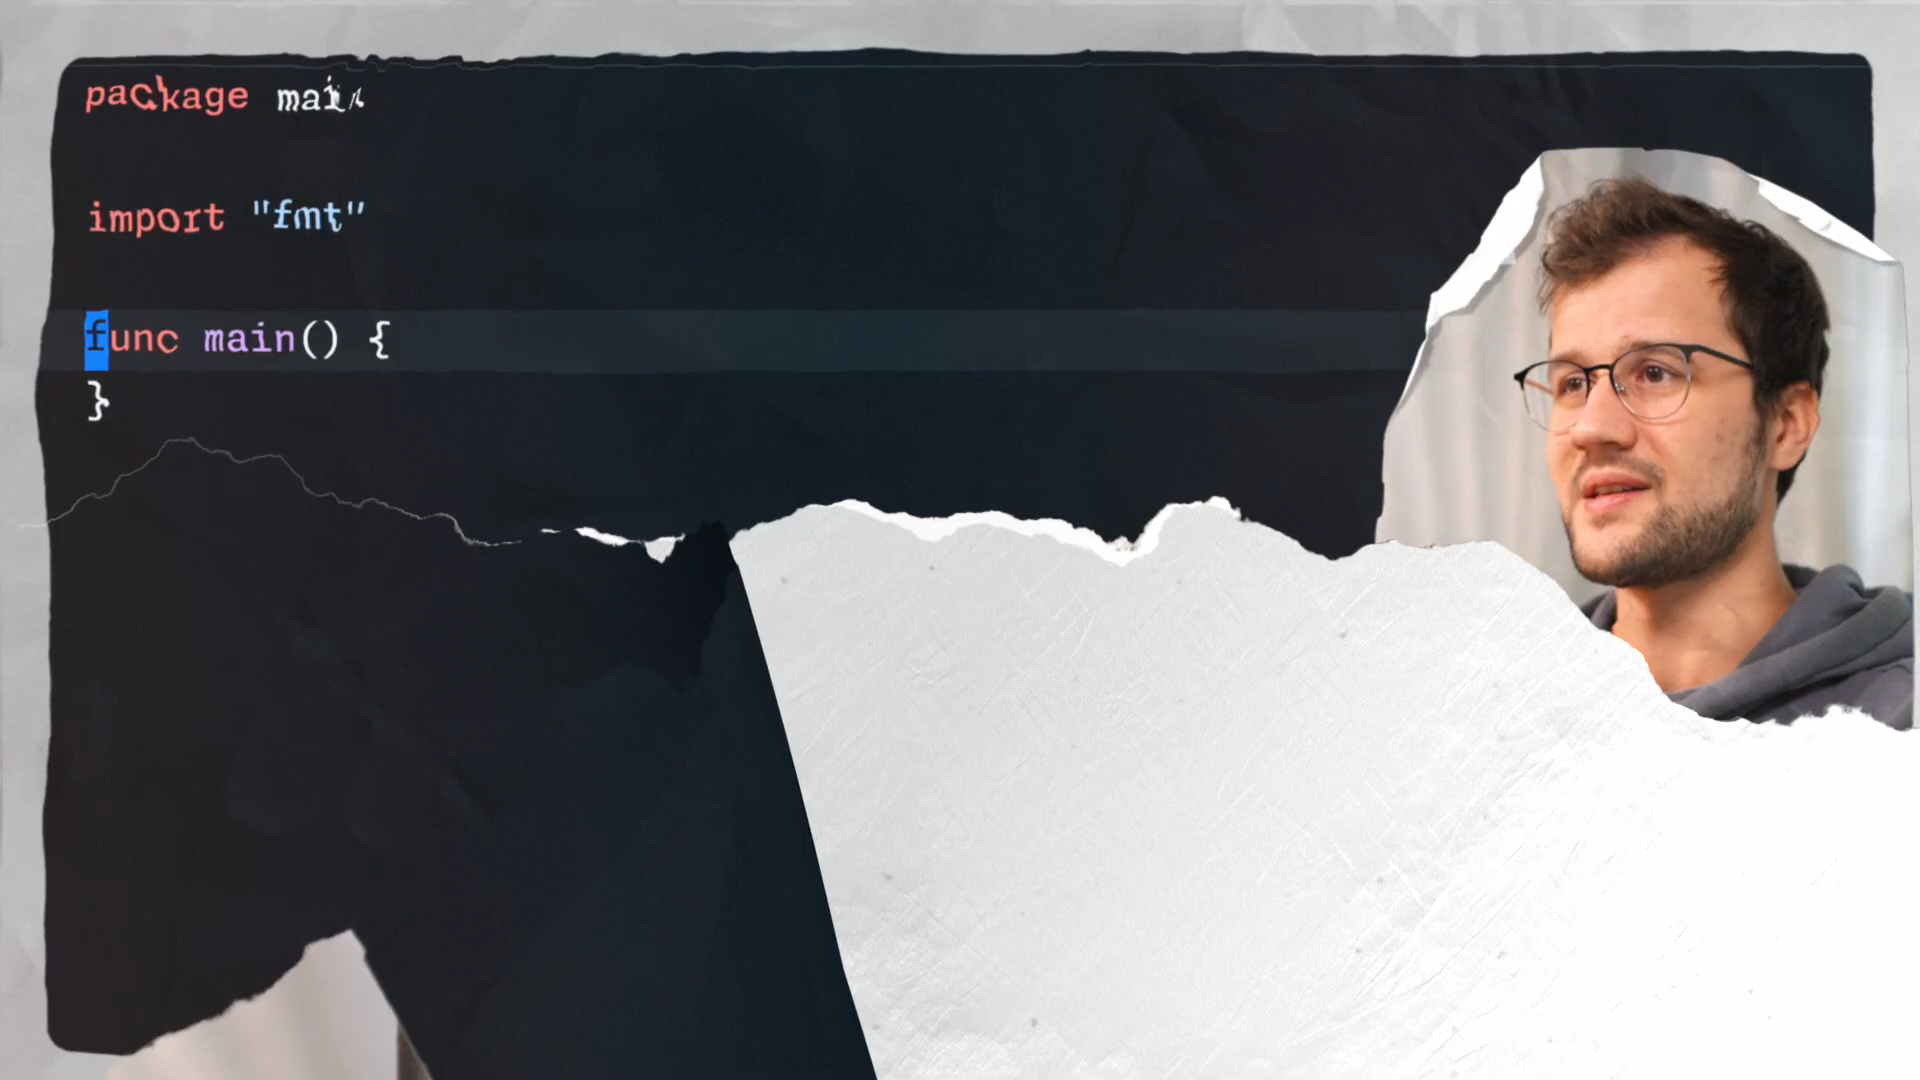 package main
import "fmt"
func main() {
}